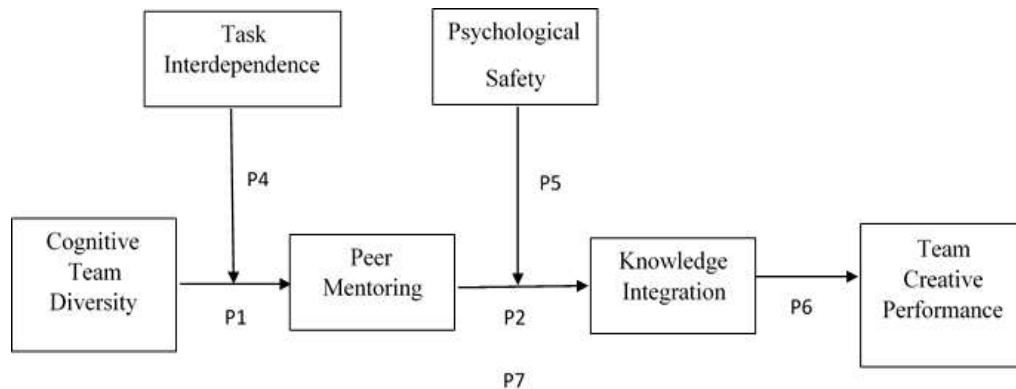 Task
Interdependence
Psychological
Safety
P4
P5
Cognitive
Team
Diversity
Peer
Mentoring
Knowledge
Integration
Team
Creative
Performance
P1
P2
P6
P7